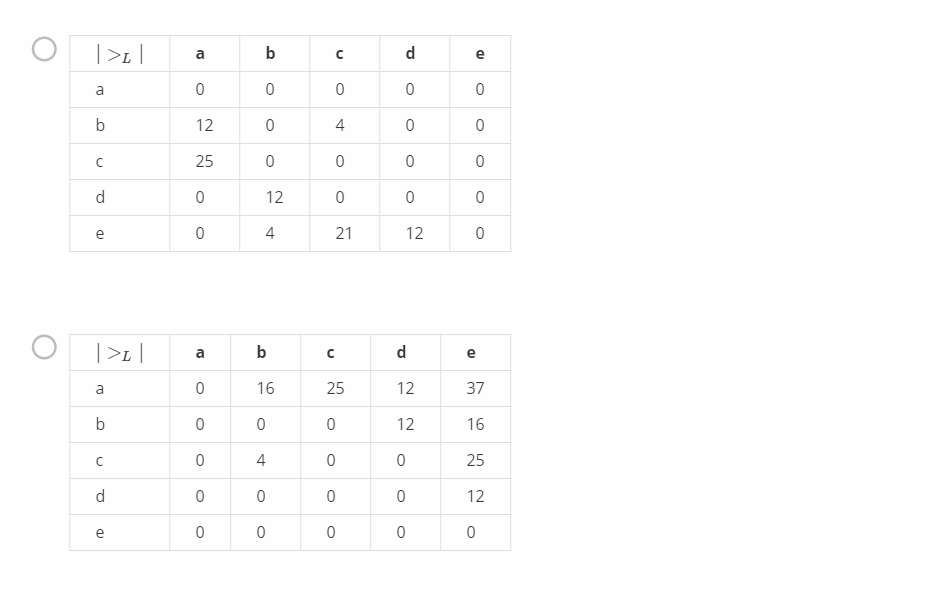 | >L | a b c d e
a 0 0 0 0 0
b 12 0 4 0 0
c 25 0 0 0 0
d 0 12 0 0 0
e 0 4 21 12 0
| >L | a b c d e
a 0 16 25 12 37
b 0 0 0 12 16
c 0 4 0 0 25
d 0 0 0 0 12
e 0 0 0 0 0